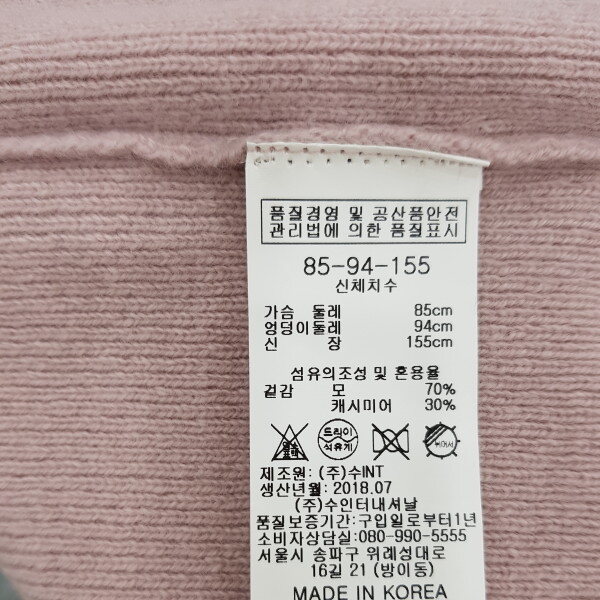 품질경영 및 공산품안전
관리법에 의한 품질표시
85-94-155
신체치수
가슴 둘레 85cm
엉덩이둘레 94cm
신 장 155cm
섬유의조성 및 혼용율
겉감 모 70%
캐시미어 30%
드라이
석유계
제조원: (주)수INT
생산년월: 2018.07
(주)수인터내셔날
품질보증기간: 구입일로부터1년
소비자상담실: 080-990-5555
서울시 송파구 위례성대로
16길 21 (방이동)
MADE IN KOREA